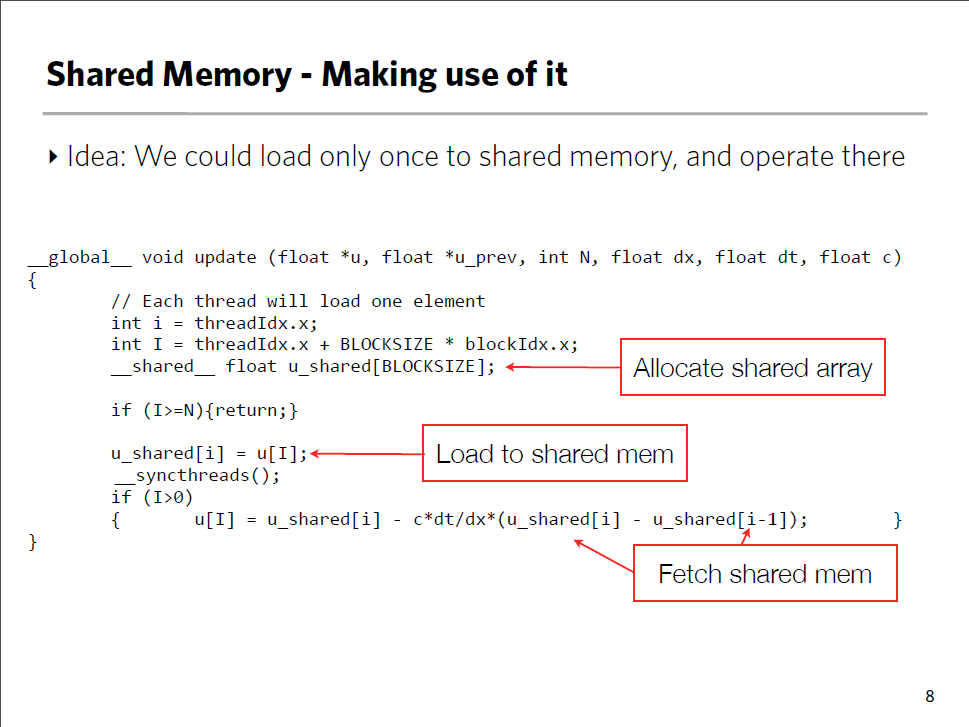 Shared Memory - Making use of it
Idea: We could load only once to shared memory, and operate there
__global__ void update (float *u, float *u_prev, int N, float dx, float dt, float c)
{
// Each thread will load one element
int i = threadIdx.x;
int I = threadIdx.x + BLOCKSIZE * blockIdx.x;
__shared__ float u_shared[BLOCKSIZE];
Allocate shared array
if (I>=N){return;}
u_shared[i] = u[I];
Load to shared mem
__syncthreads();
if (I>0)
{ u[I] = u_shared[i] - c*dt/dx*(u_shared[i] - u_shared[i-1]); }
}
Fetch shared mem
8